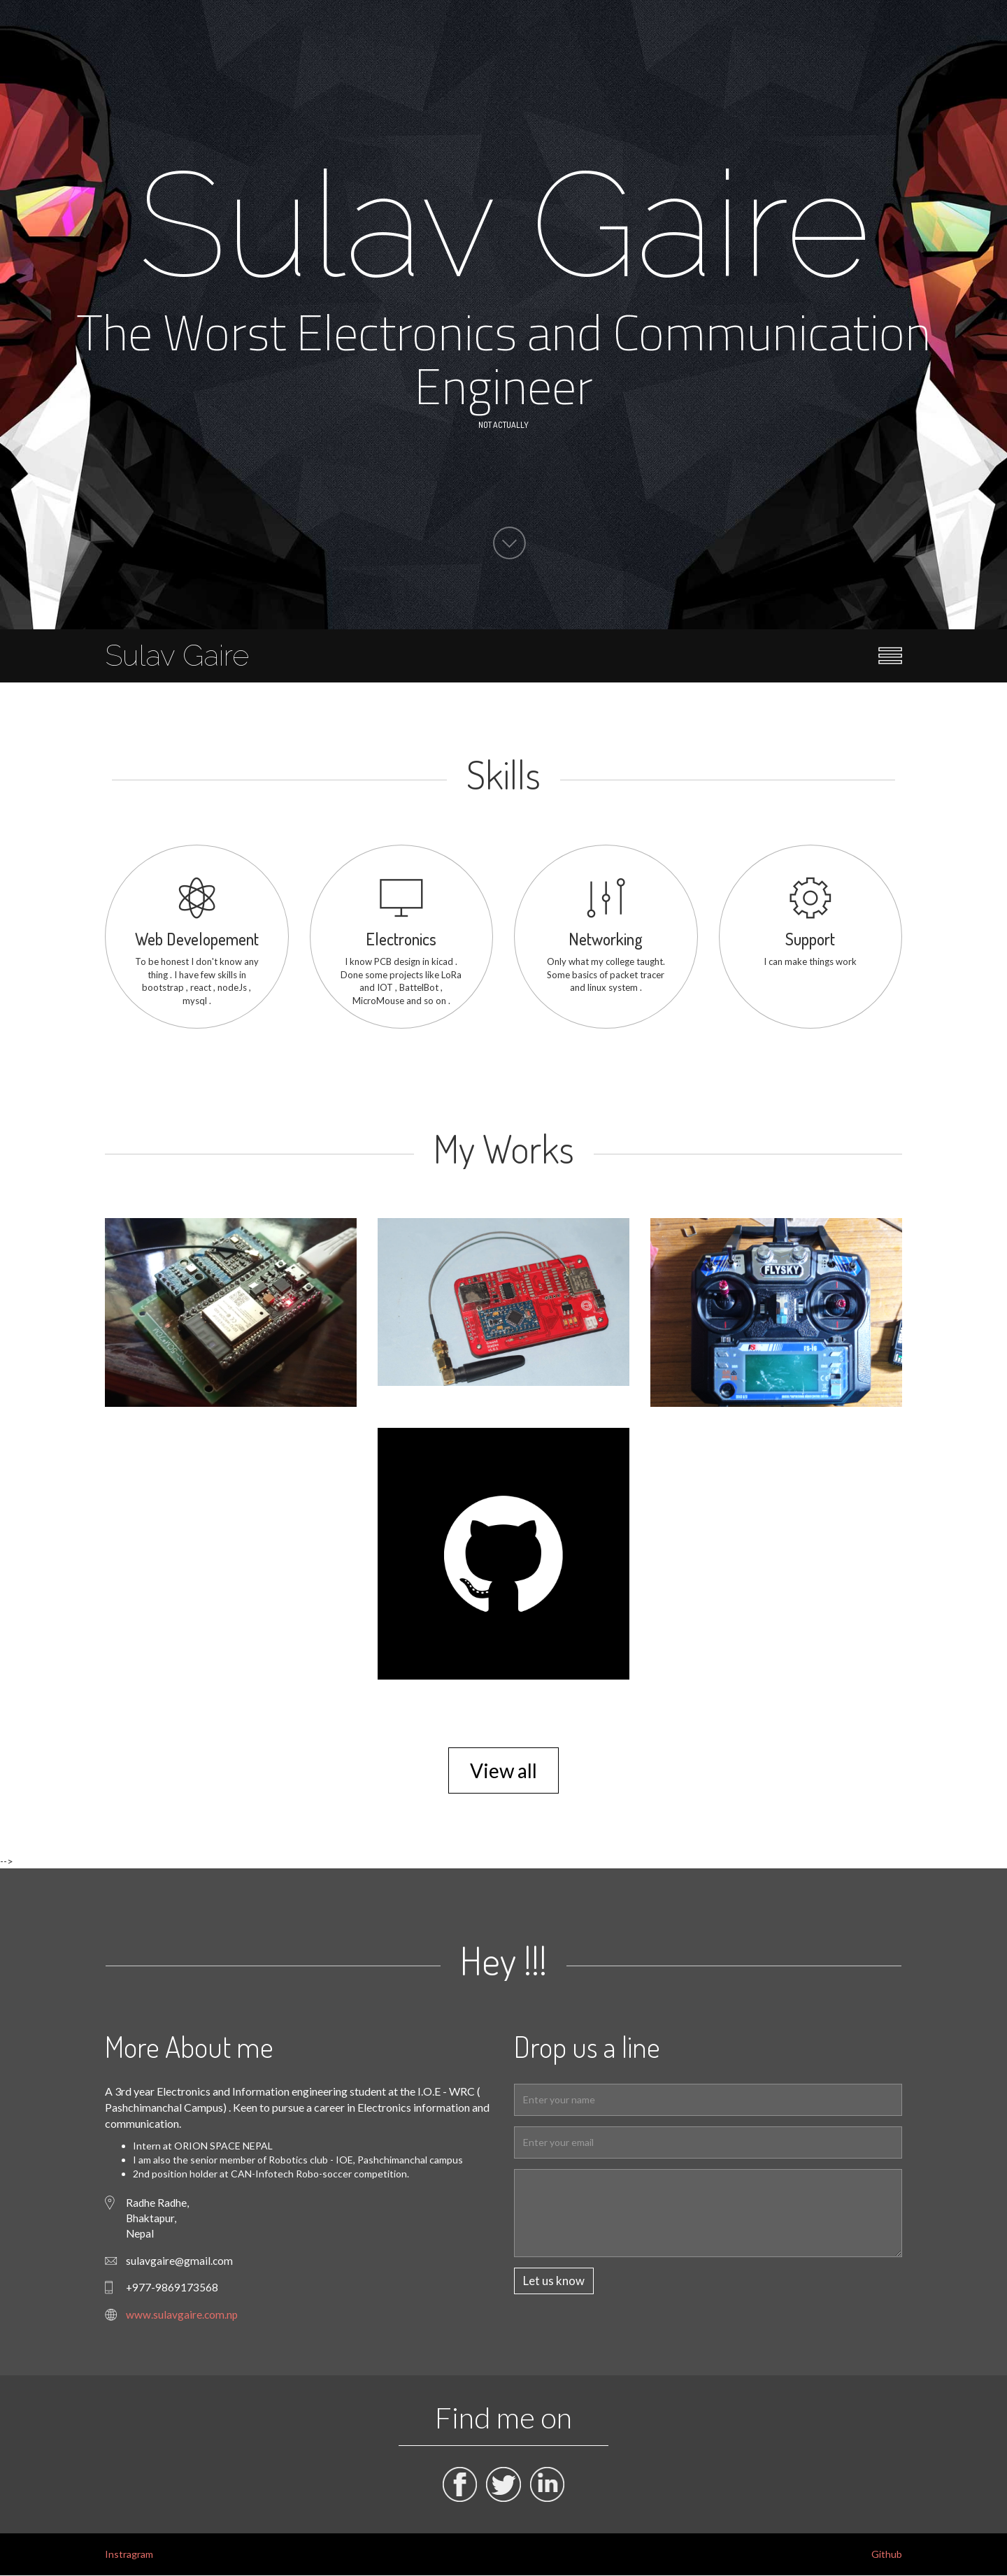 Sulav Gaire
The Worst Electronics and Communication
Engineer
NOT ACTUALLY
Sulav Gaire
Skills
Web Developement
To be honest I don't know any
thing . I have few skills in
bootstrap , react , nodeJs ,
mysql .
Electronics
I know PCB design in kicad .
Done some projects like LoRa
and IOT , BattelBot ,
MicroMouse and so on .
Networking
Only what my college taught.
Some basics of packet tracer
and linux system .
Support
I can make things work
My Works
FLYSKY
FS-i6
View all
-->
Hey !!!
More About me
A 3rd year Electronics and Information engineering student at the I.O.E - WRC (
Pashchimanchal Campus) . Keen to pursue a career in Electronics information and
communication.
Intern at ORION SPACE NEPAL
I am also the senior member of Robotics club - IOE, Pashchimanchal campus
2nd position holder at CAN-Infotech Robo-soccer competition.
Radhe Radhe,
Bhaktapur,
Nepal
sulavgaire@gmail.com
+977-9869173568
www.sulavgaire.com.np
Drop us a line
Enter your name
Enter your email
Let us know
Find me on
Instragram
Github